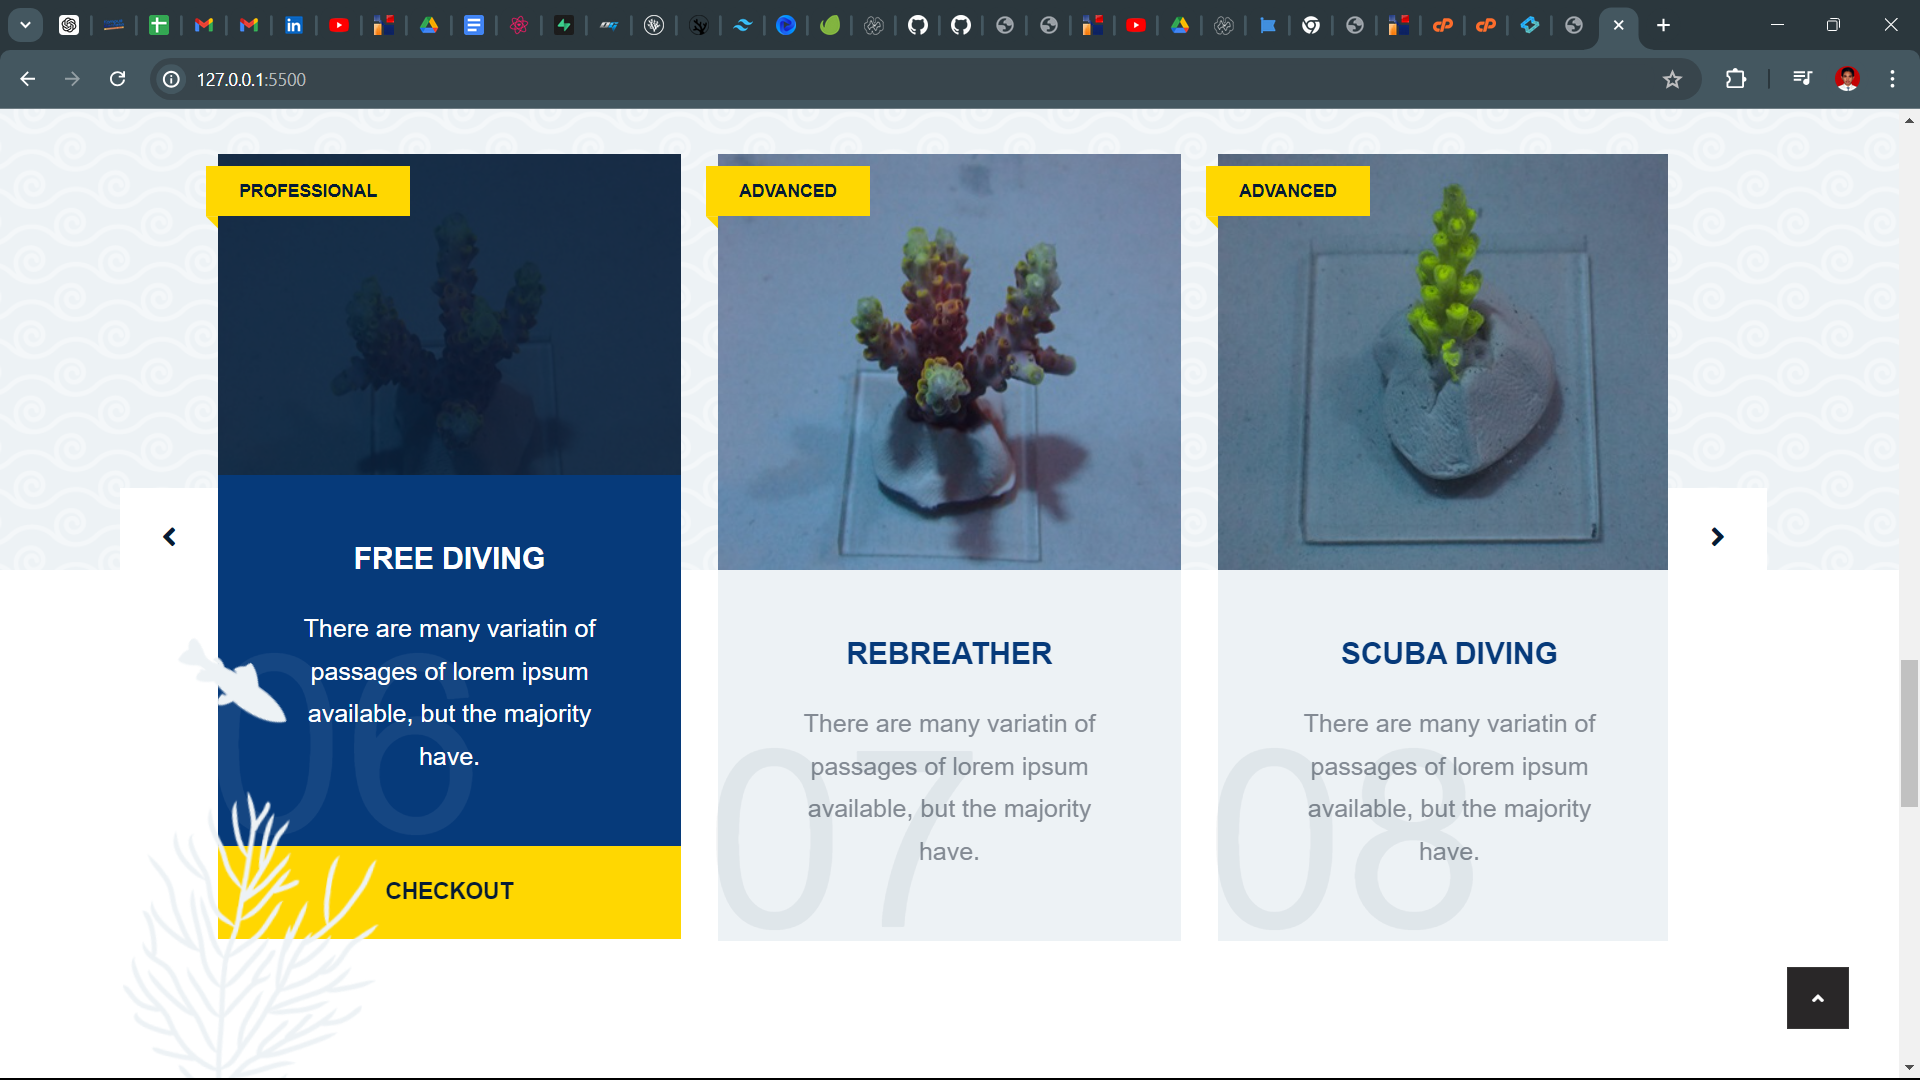 127.0.0.1:5500
PROFESSIONAL
FREE DIVING
There are many variatin of
passages of lorem ipsum
available, but the majority
have.
06
CHECKOUT
ADVANCED
REBREATHER
There are many variatin of
passages of lorem ipsum
available, but the majority
have.
07
ADVANCED
SCUBA DIVING
There are many variatin of
passages of lorem ipsum
available, but the majority
have.
08